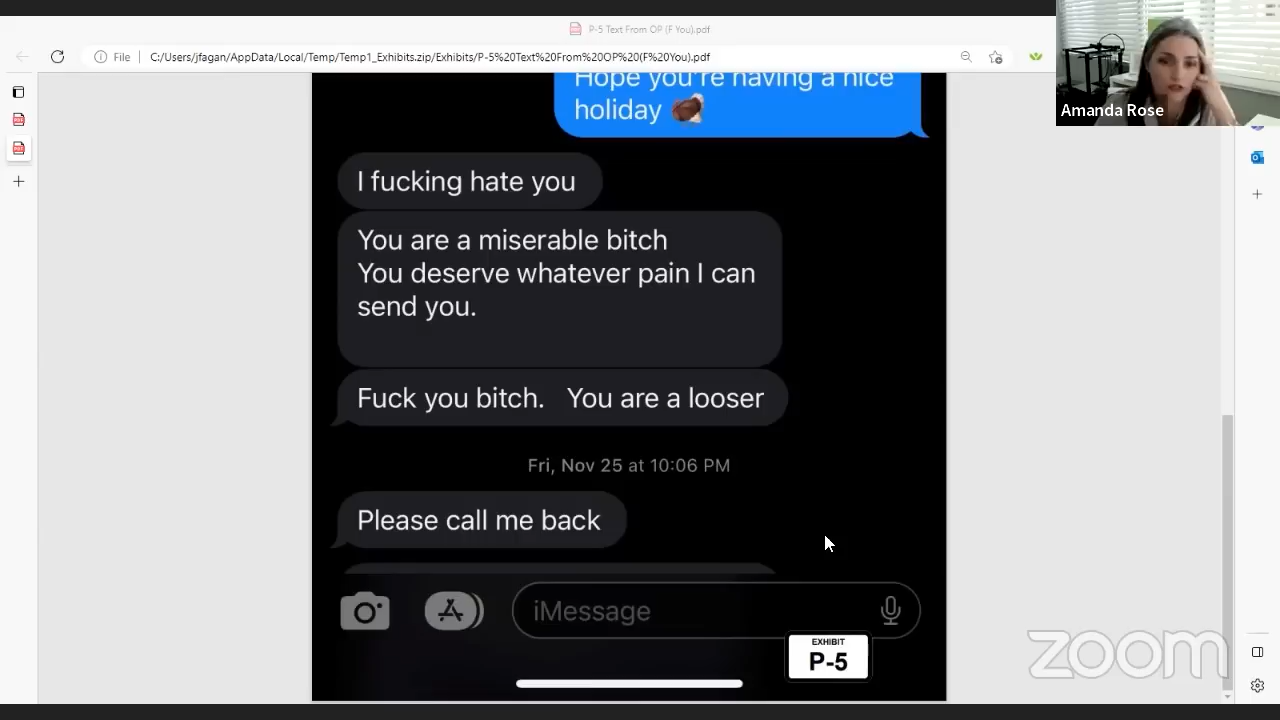 P-5 Text From OP (F You).pdf
File
C:/Users/jfagan/AppData/Local/Temp/Temp
/Exhibits/P-5%20Text%20From%20OP%20(F%20You).pdf
Amanda Rose
Hope you're having a nice
holiday
I fucking hate you
You are a miserable bitch
You deserve whatever pain I can
send you.
Fuck you bitch. You are a looser
Fri, Nov 25 at 10:06 PM
Please call me back
iMessage
EXHIBIT
P-5
zoom